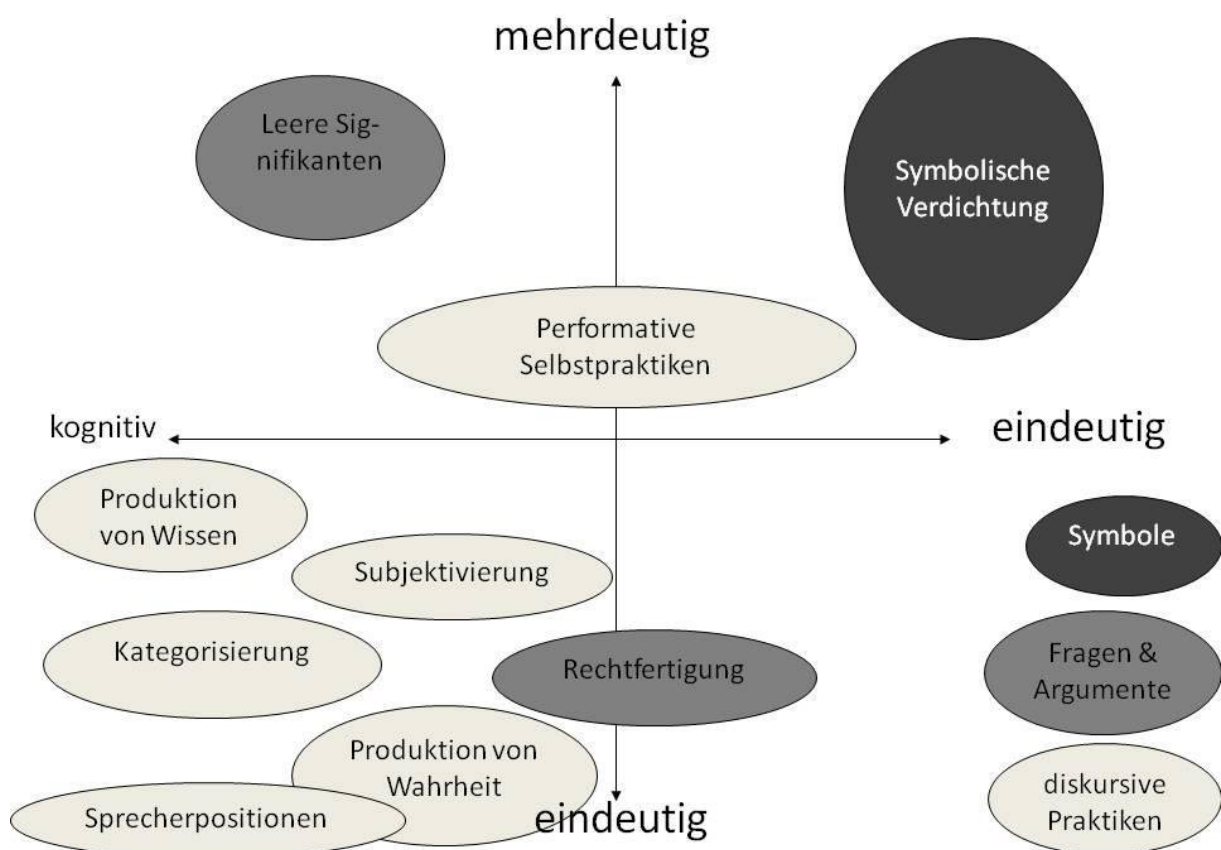 mehrdeutig
Leere Sig-
nifikanten
Symbolische
Verdichtung
Performative
Selbstpraktiken
kognitiv
eindeutig
Produktion
von Wissen
Subjektivierung
Kategorisierung
Rechtfertigung
Produktion von
Wahrheit
Sprecherpositionen
eindeutig
Symbole
Fragen &
Argumente
diskursive
Praktiken